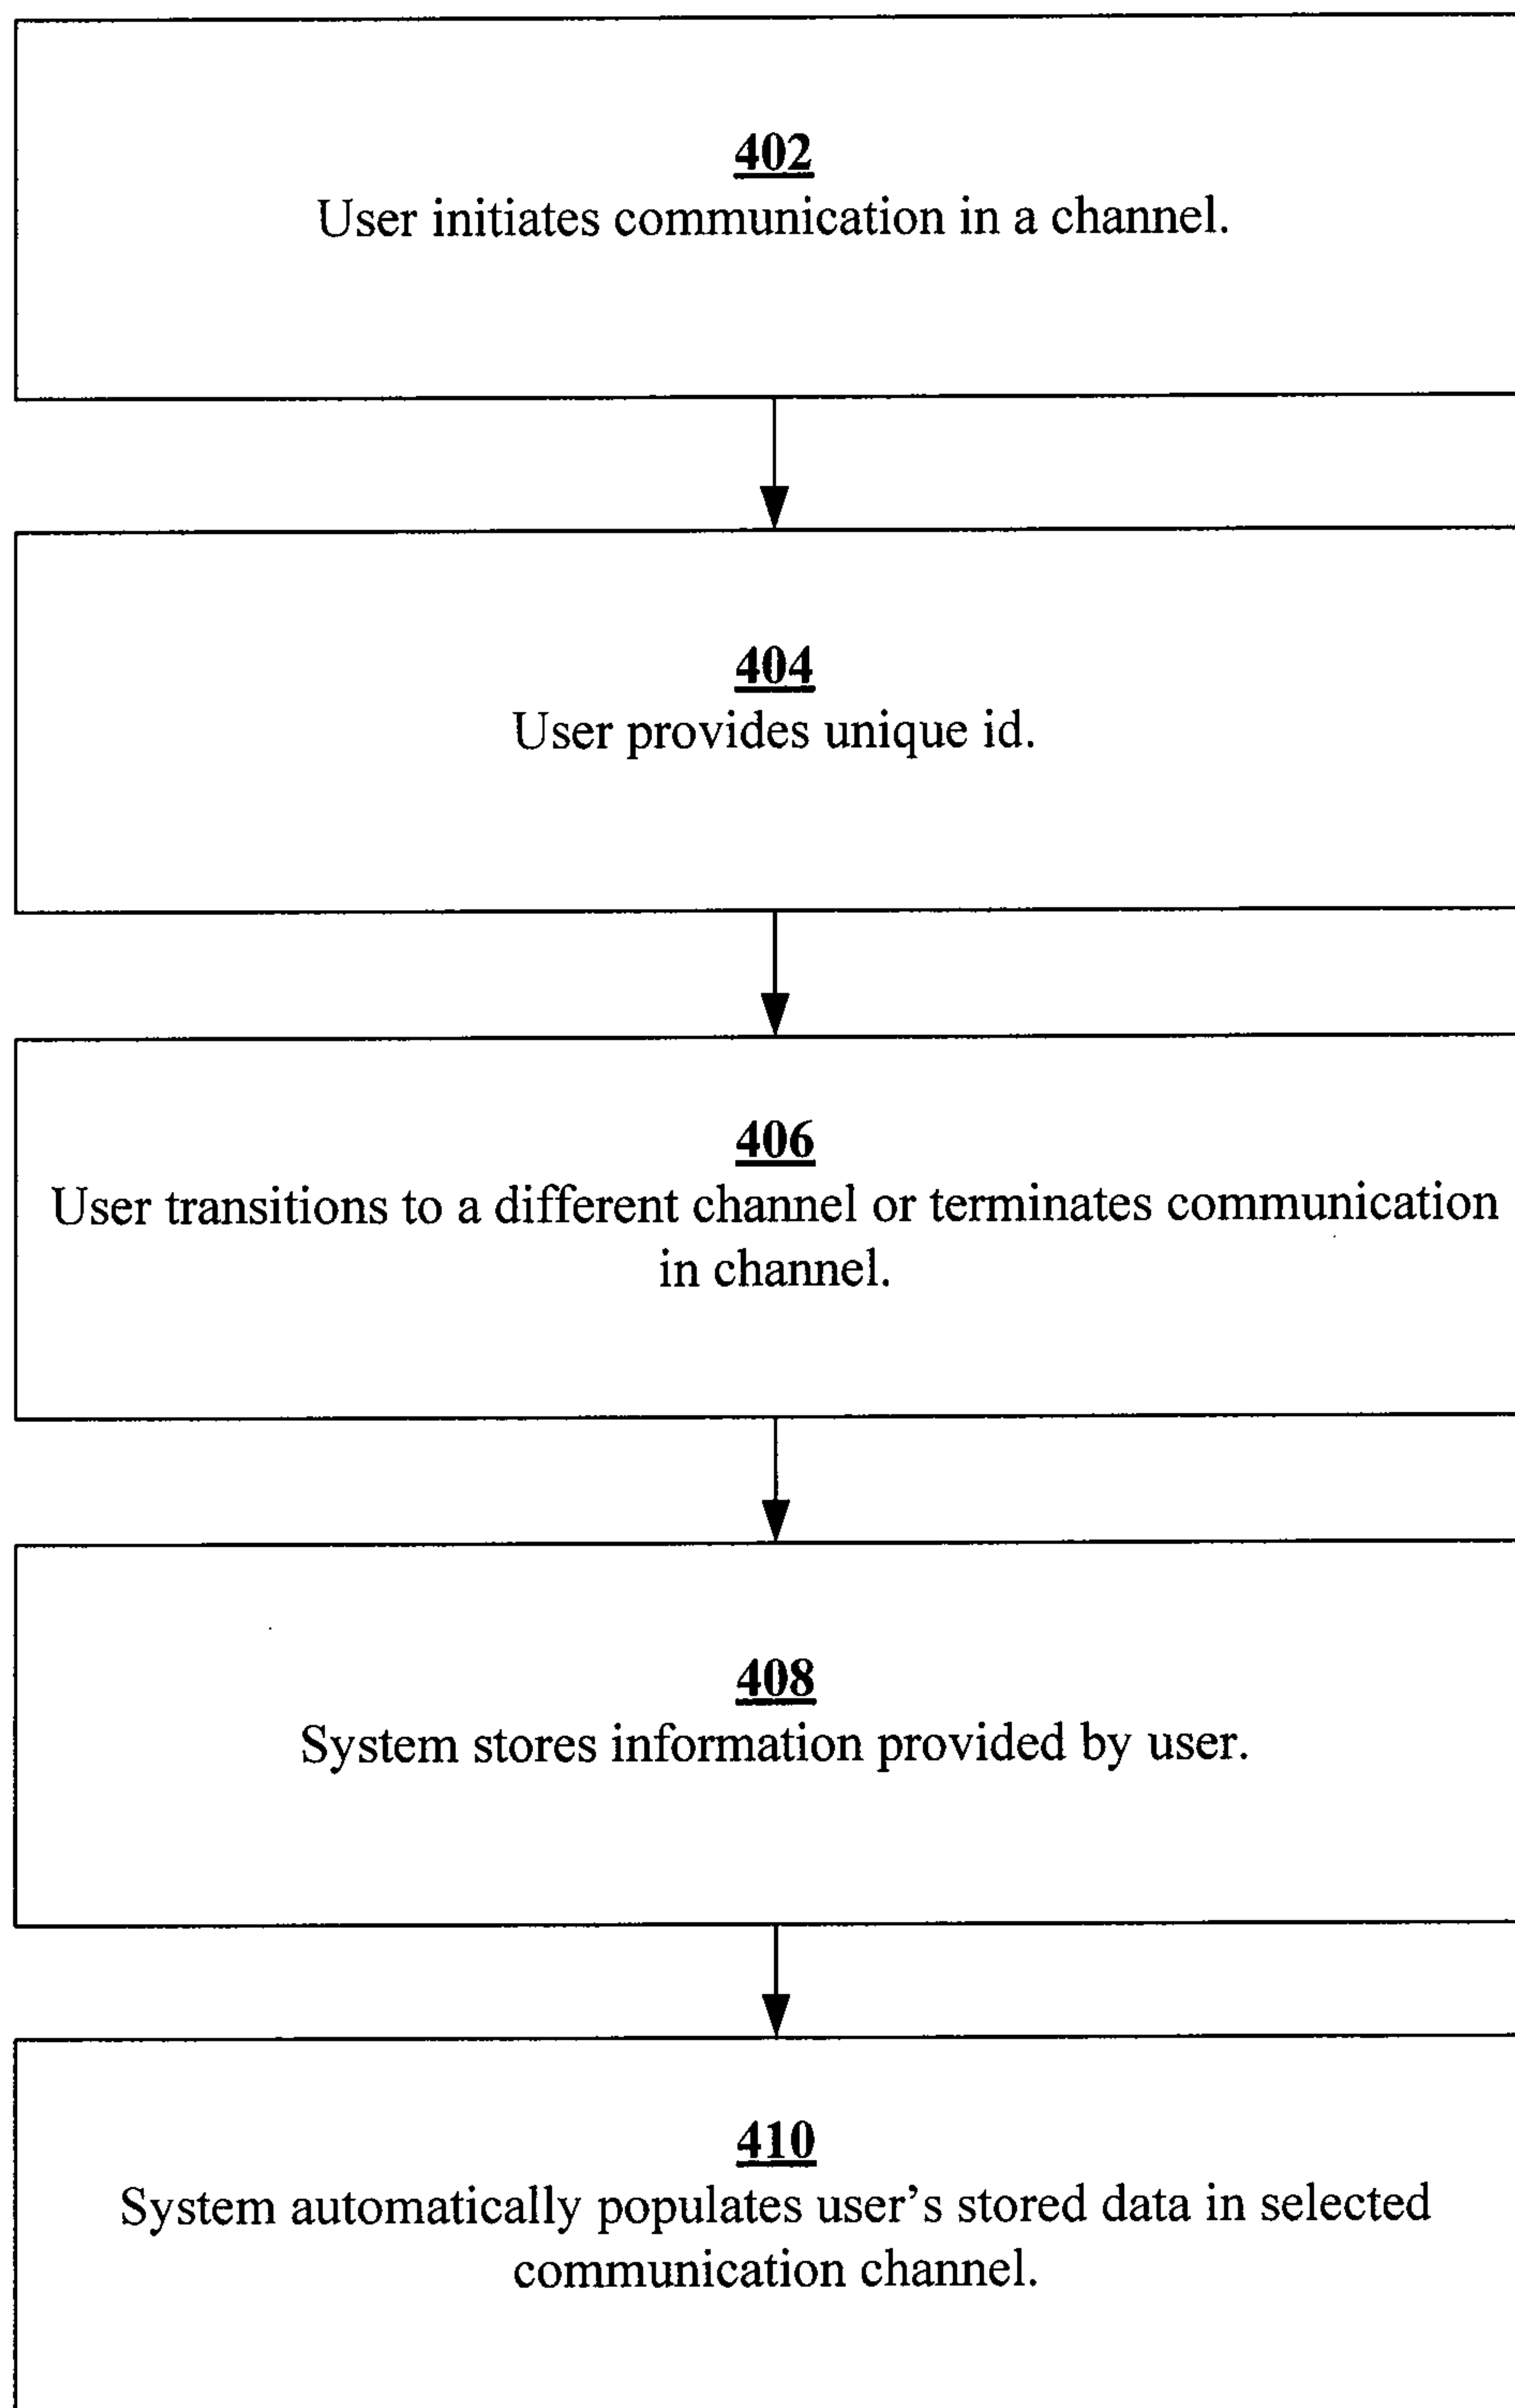 402
User initiates communication in a channel.
404
User provides unique id.
406
User transitions to a different channel or terminates communication
in channel.
408
System stores information provided by user.
410
System automatically populates user’s stored data in selected
communication channel.